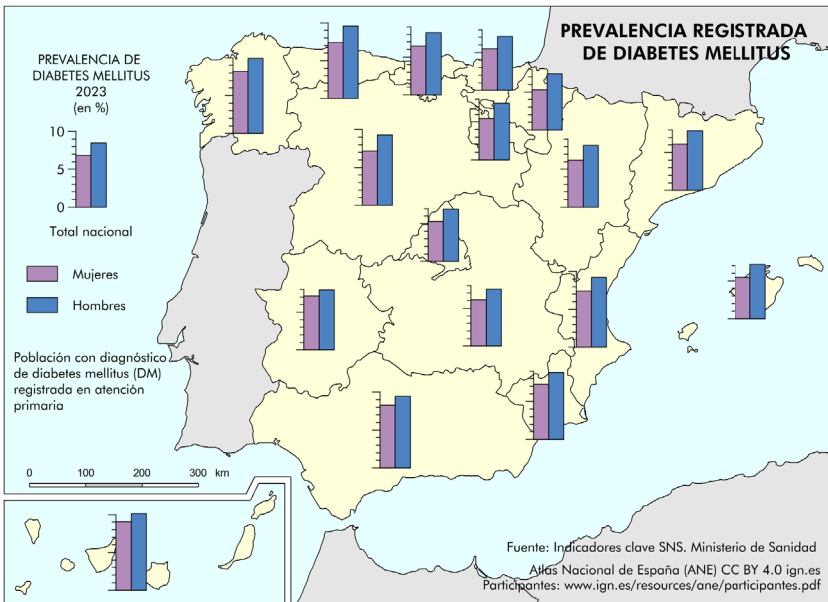 PREVALENCIA REGISTRADA
DE DIABETES MELLITUS
PREVALENCIA DE
DIABETES MELLITUS
2023
(en %)
10
5
0
Total nacional
Mujeres
Hombres
Población con diagnóstico
de diabetes mellitus (DM)
registrada en atención
primaria
0 100 200 300 km
Fuente: Indicadores clave SNS. Ministerio de Sanidad
Atlas Nacional de España (ANE) CC BY 4.0 ign.es
Participantes: www.ign.es/resources/ane/participantes.pdf